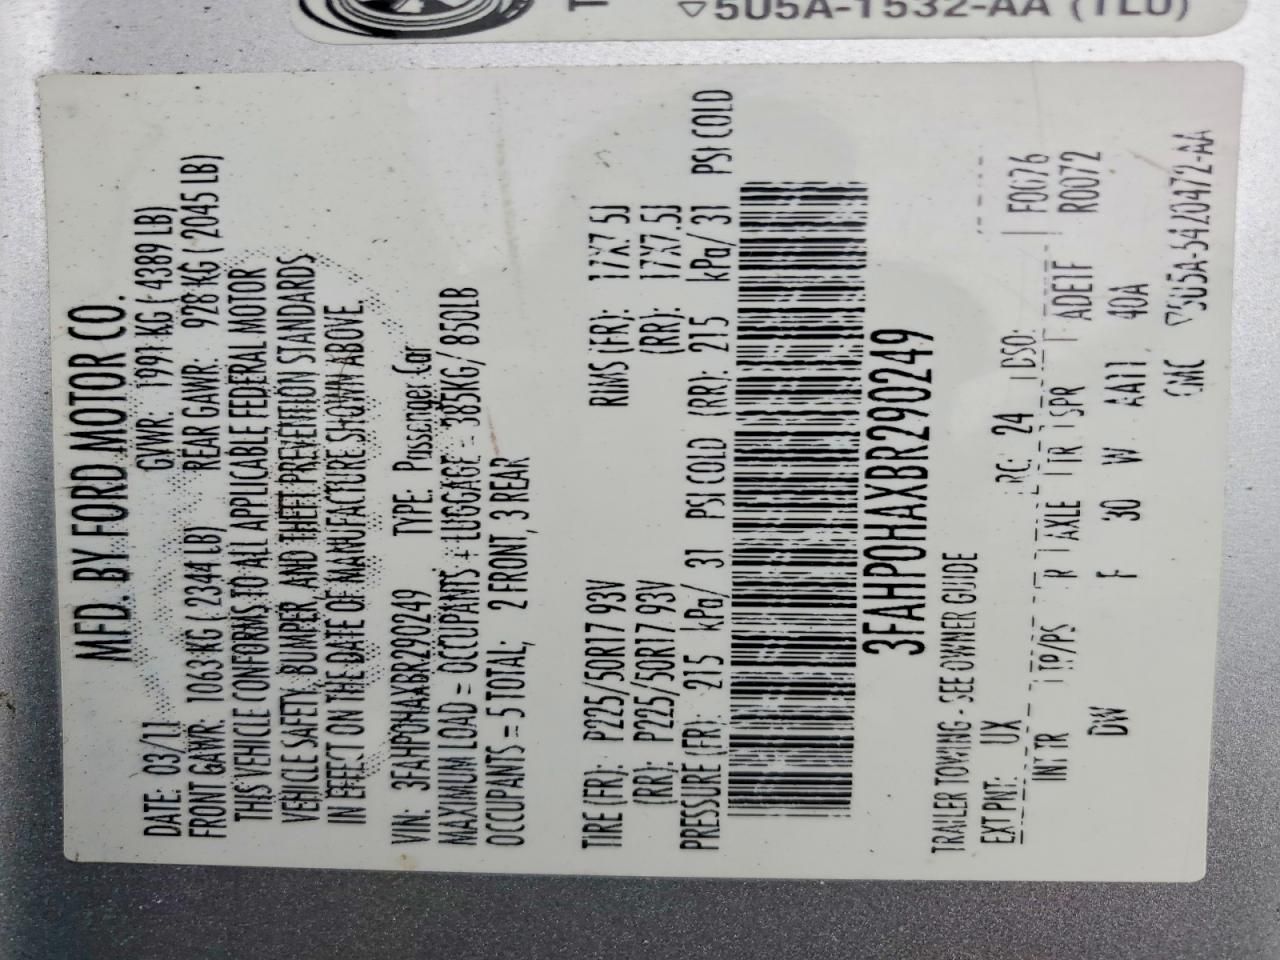 5U5A-1532-AA (TL0)
MFD. BY FORD MOTOR CO.
DATE: 03/11 GVWR: 1991 KG ( 4389 LB)
FRONT GAWR: 1063 KG ( 2344 LB) REAR GAWR: 928 KG ( 2045 LB)
THIS VEHICLE CONFORMS TO ALL APPLICABLE FEDERAL MOTOR
VEHICLE SAFETY, BUMPER, AND THEFT PREVENTION STANDARDS
IN EFFECT ON THE DATE OF MANUFACTURE SHOWN ABOVE.
VIN: 3FAHP0HAXBR290249 TYPE: Passenger Car
MAXIMUM LOAD = OCCUPANTS + LUGGAGE = 385KG/ 850LB
OCCUPANTS = 5 TOTAL; 2 FRONT, 3 REAR
TIRE (FR): P225/50R17 93V RIMS (FR): 17X7.5J
(RR): P225/50R17 93V (RR): 17X7.5J
PRESSURE (FR): 215 kPa/ 31 PSI COLD (RR): 215 kPa/ 31 PSI COLD
3FAHP0HAXBR290249
TRAILER TOWING - SEE OWNER GUIDE
EXT PNT: UX RC: 24 DSO: F0076
INT TR TP/PS R AXLE TR SPR ADE1F R0072
DW F 30 W AA11 40A
GMC ▽5U5A-5420472-AA